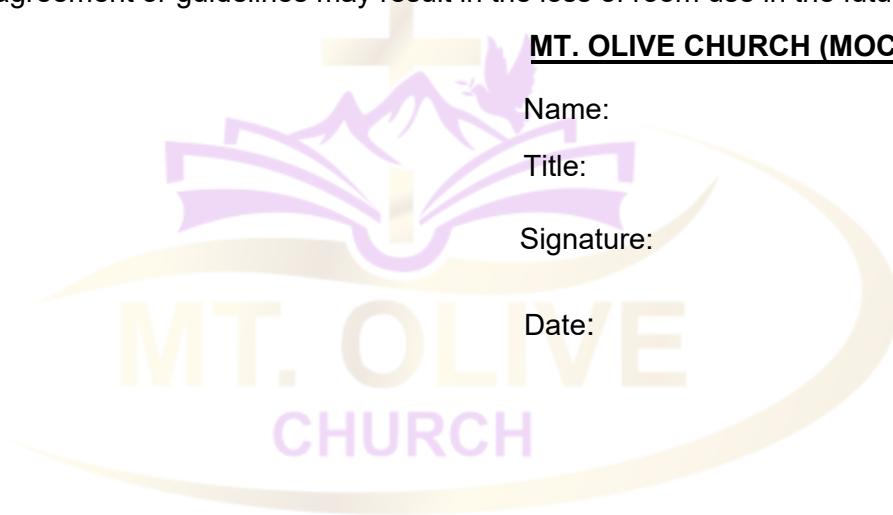 agreement or guidelines may result in the loss of room use in the
MT. OLIVE CHURCH (MOC
Name:
Title:
Signature:
Date:
MT. OLIVE
CHURCH